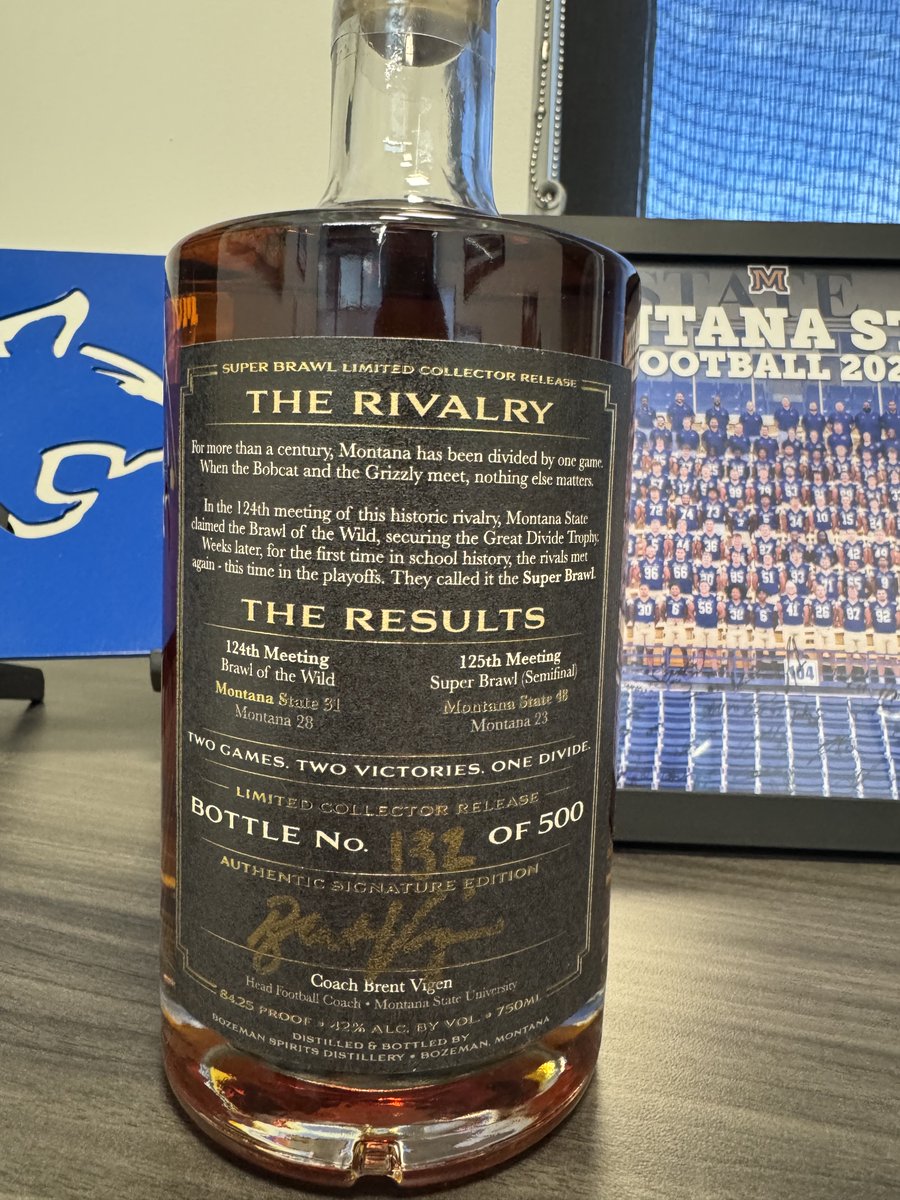 SUPER BRAWL LIMITED COLLECTOR RELEASE
THE RIVALRY
For more than a century, Montana has been divided by one game.
When the Bobcat and the Grizzly meet, nothing else matters.
In the 124th meeting of this historic rivalry, Montana State
claimed the Brawl of the Wild, securing the Great Divide Trophy.
Weeks later, for the first time in school history, the rivals met
again - this time in the playoffs. They called it the Super Brawl.
THE RESULTS
124th Meeting
Brawl of the Wild
Montana State 31
Montana 28
125th Meeting
Super Brawl (Semifinal)
Montana State 48
Montana 23
TWO GAMES. TWO VICTORIES. ONE DIVIDE.
LIMITED COLLECTOR RELEASE
BOTTLE No. 132 OF 500
AUTHENTIC SIGNATURE EDITION
Brent Vigen
Coach Brent Vigen
Head Football Coach • Montana State University
84.25 PROOF • 42% ALC. BY VOL. • 750ML
DISTILLED & BOTTLED BY
BOZEMAN SPIRITS DISTILLERY • BOZEMAN, MONTANA
STATE
M
NTANA ST
OOTBALL 202